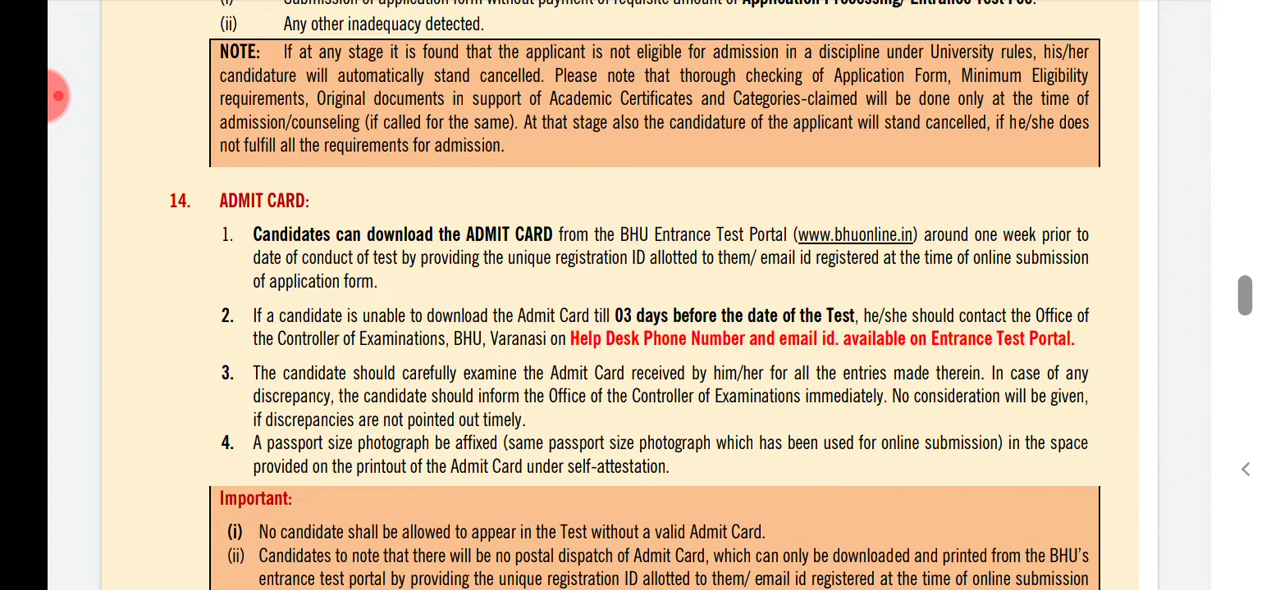 (i) Submission of application form without payment of requisite amount of Application Processing/ Entrance Test Fee.
(ii) Any other inadequacy detected.
NOTE: If at any stage it is found that the applicant is not eligible for admission in a discipline under University rules, his/her
candidature will automatically stand cancelled. Please note that thorough checking of Application Form, Minimum Eligibility
requirements, Original documents in support of Academic Certificates and Categories-claimed will be done only at the time of
admission/counseling (if called for the same). At that stage also the candidature of the applicant will stand cancelled, if he/she does
not fulfill all the requirements for admission.
14. ADMIT CARD:
1. Candidates can download the ADMIT CARD from the BHU Entrance Test Portal (www.bhuonline.in) around one week prior to
date of conduct of test by providing the unique registration ID allotted to them/ email id registered at the time of online submission
of application form.
2. If a candidate is unable to download the Admit Card till 03 days before the date of the Test, he/she should contact the Office of
the Controller of Examinations, BHU, Varanasi on Help Desk Phone Number and email id. available on Entrance Test Portal.
3. The candidate should carefully examine the Admit Card received by him/her for all the entries made therein. In case of any
discrepancy, the candidate should inform the Office of the Controller of Examinations immediately. No consideration will be given,
if discrepancies are not pointed out timely.
4. A passport size photograph be affixed (same passport size photograph which has been used for online submission) in the space
provided on the printout of the Admit Card under self-attestation.
Important:
(i) No candidate shall be allowed to appear in the Test without a valid Admit Card.
(ii) Candidates to note that there will be no postal dispatch of Admit Card, which can only be downloaded and printed from the BHU's
entrance test portal by providing the unique registration ID allotted to them/ email id registered at the time of online submission